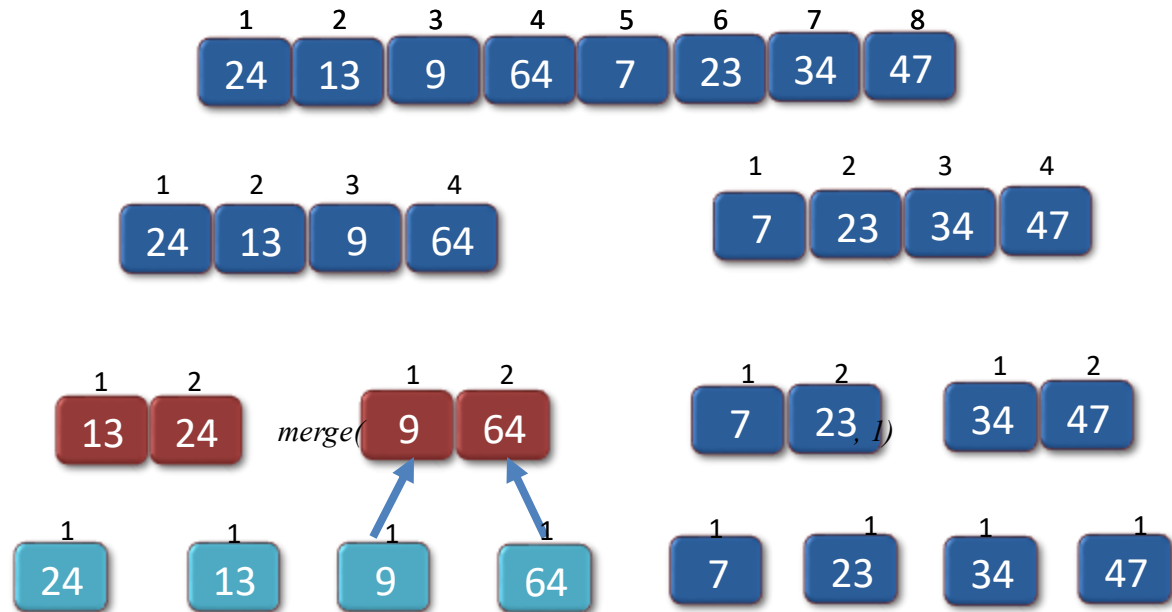 1 2 3 4 5 6 7 8
24 13 9 64 7 23 34 47
1 2 3 4 1 2 3 4
24 13 9 64 7 23 34 47
1 2 1 2 1 2 1 2
13 24 merge( 9 64 7 23 , 1) 34 47
1 1 1 1 1 1 1 1
24 13 9 64 7 23 34 47